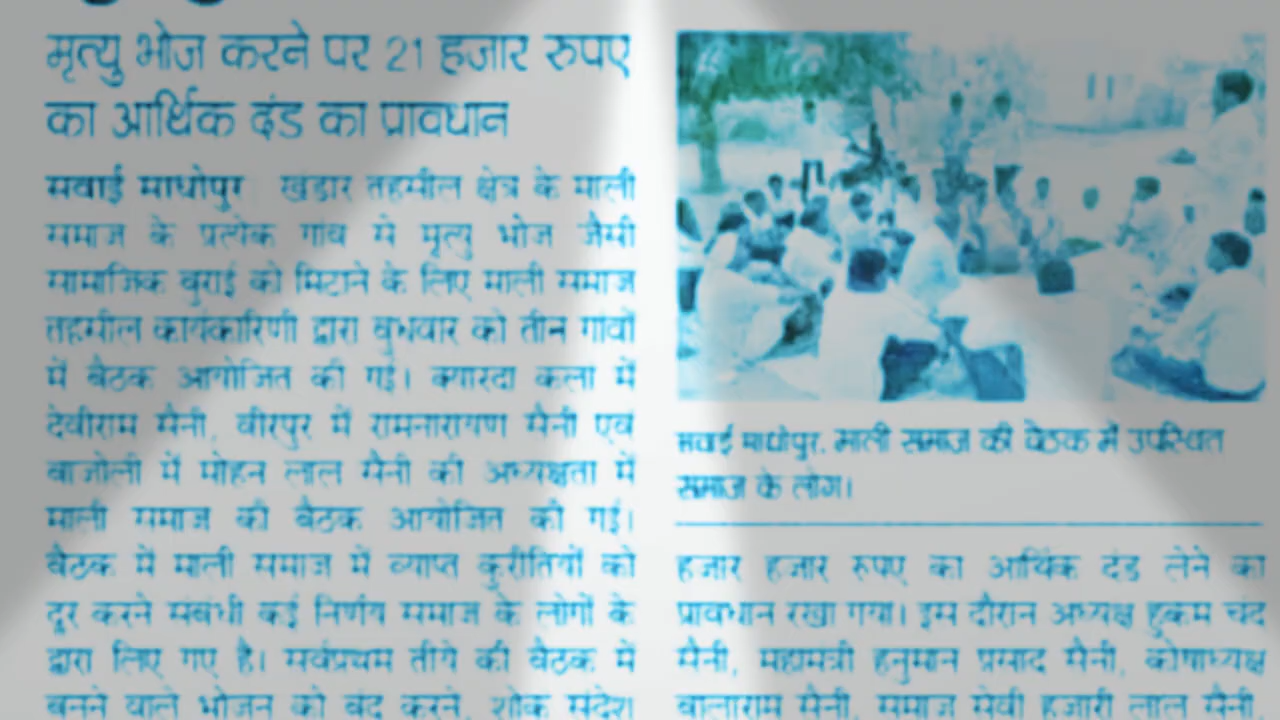 मृत्यु भोज करने पर 21 हजार रुपए
का आर्थिक दंड का प्रावधान
सवाई माधोपुर खंडार तहसील क्षेत्र के माली
समाज के प्रत्येक गांव में मृत्यु भोज जैसी
सामाजिक बुराई को मिटाने के लिए माली समाज
तहसील कार्यकारिणी द्वारा बुधवार को तीन गांवों
में बैठक आयोजित की गई। क्यारदा कला में
देवीराम सैनी, बीरपुर में रामनारायण सैनी एवं
बाजोली में मोहन लाल सैनी की अध्यक्षता में
माली समाज की बैठक आयोजित की गई।
बैठक में माली समाज में व्याप्त कुरीतियों को
दूर करने संबंधी कई निर्णय समाज के लोगों के
द्वारा लिए गए है। सर्वप्रथम तीये की बैठक में
बनने वाले भोजन को बंद करने, शोक संदेश
सवाई माधोपुर. माली समाज की बैठक में उपस्थित
समाज के लोग।
हजार हजार रुपए का आर्थिक दंड लेने का
प्रावधान रखा गया। इस दौरान अध्यक्ष हुकम चंद
सैनी, महामंत्री हनुमान प्रसाद सैनी, कोषाध्यक्ष
बालाराम सैनी, समाज सेवी हजारी लाल सैनी,